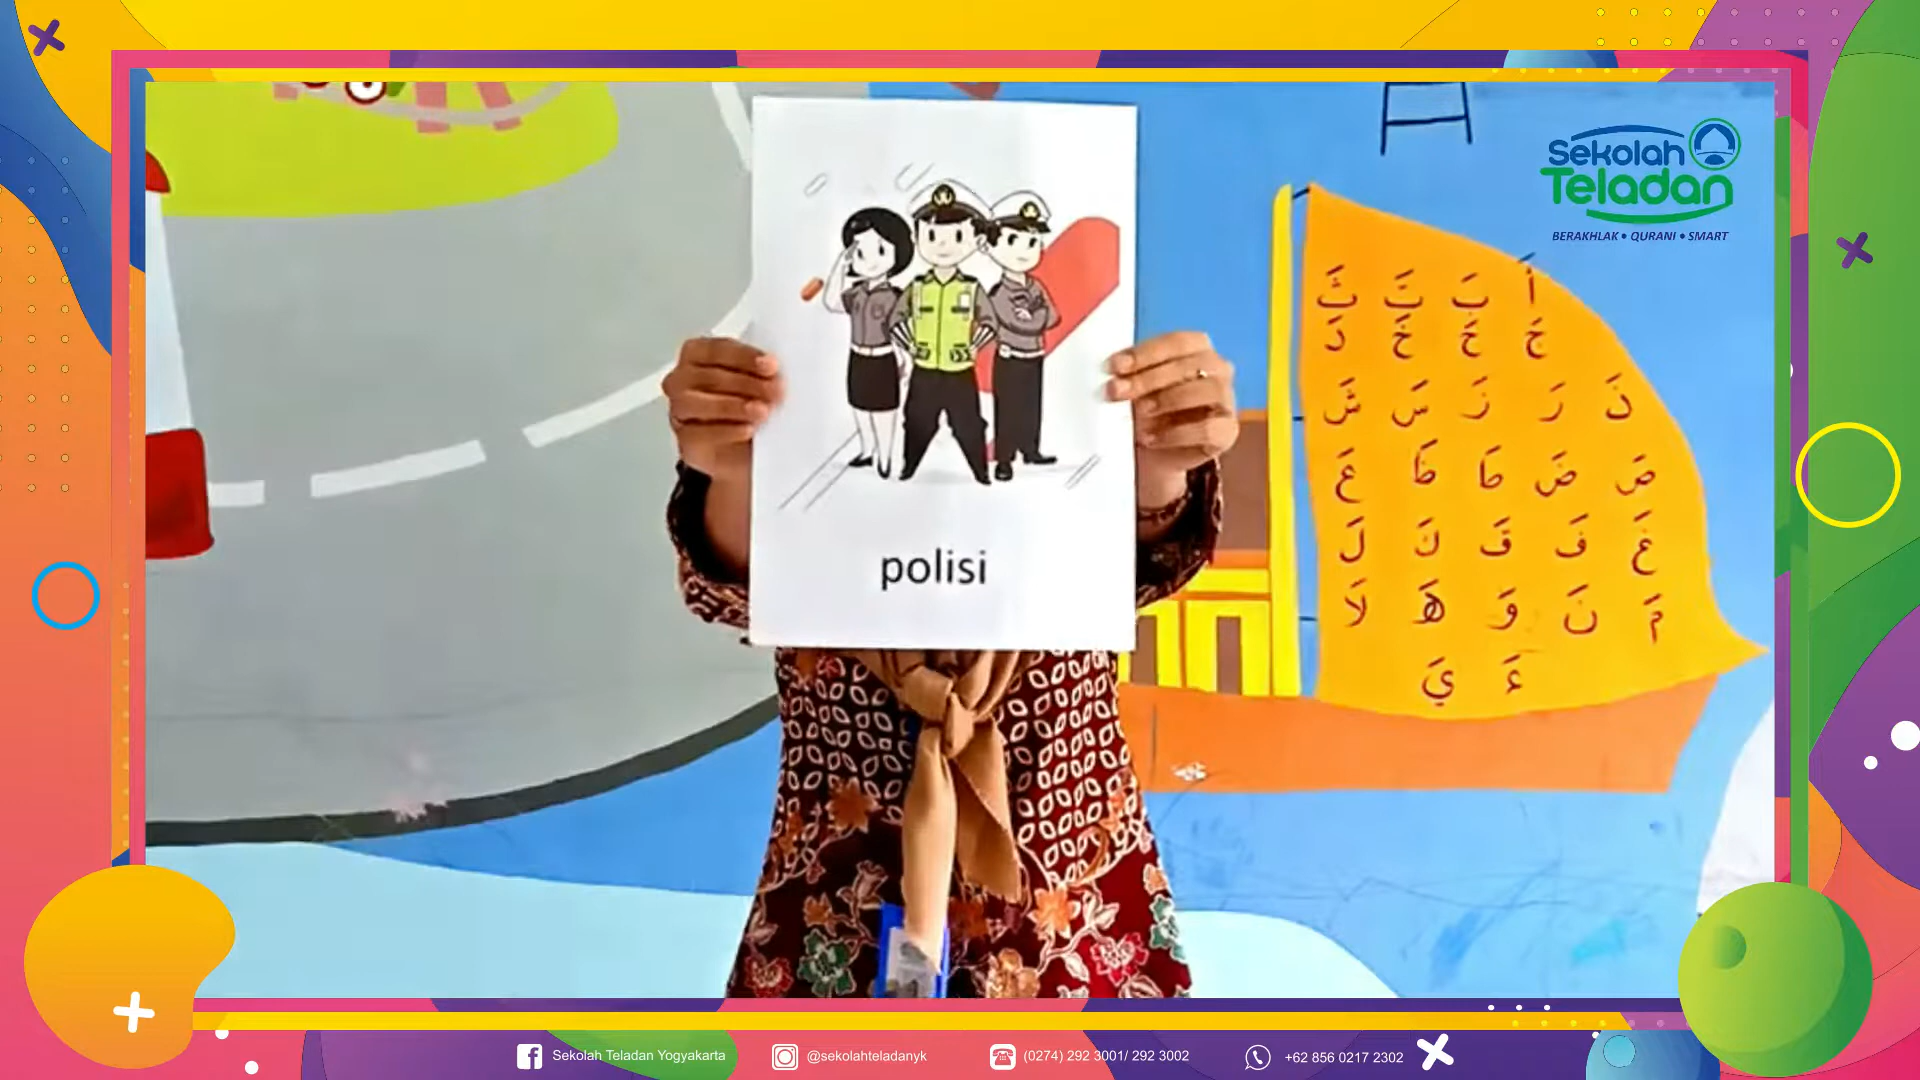 Sekolah
Teladan
BERAKHLAK • QURANI • SMART
polisi
أَ بَ تَ ثَ
جَ حَ خَ دَ
ذَ رَ زَ سَ شَ
صَ ضَ طَ ظَ عَ
غَ فَ قَ كَ لَ
مَ نَ وَ هَ لَا
ءَ يَ
Sekolah Teladan Yogyakarta
@sekolahteladanyk
(0274) 292 3001/ 292 3002
+62 856 0217 2302